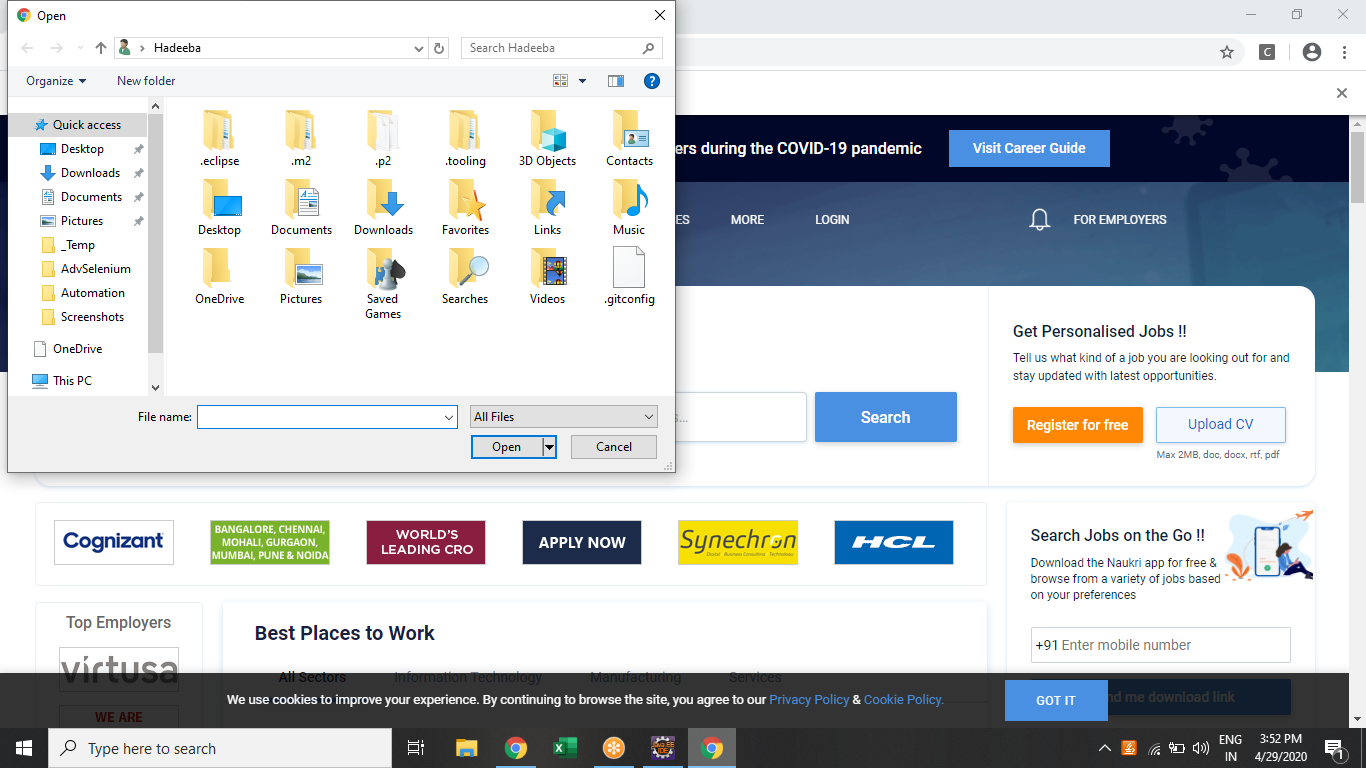 Open
Hadeeba
Search Hadeeba
Organize
New folder
Quick access
Desktop
Downloads
Documents
Pictures
_Temp
AdvSelenium
Automation
Screenshots
OneDrive
This PC
.eclipse
.m2
.p2
.tooling
3D Objects
Contacts
Desktop
Documents
Downloads
Favorites
Links
Music
OneDrive
Pictures
Saved
Games
Searches
Videos
.gitconfig
File name:
All Files
Open
Cancel
C
ers during the COVID-19 pandemic
Visit Career Guide
ES
MORE
LOGIN
FOR EMPLOYERS
s...
Search
Get Personalised Jobs !!
Tell us what kind of a job you are looking out for and
stay updated with latest opportunities.
Register for free
Upload CV
Max 2MB, doc, docx, rtf, pdf
Cognizant
BANGALORE, CHENNAI,
MOHALI, GURGAON,
MUMBAI, PUNE & NOIDA
WORLD'S
LEADING CRO
APPLY NOW
Synechron
Digital Business Consulting Technology
HCL
Search Jobs on the Go !!
Download the Naukri app for free &
browse from a variety of jobs based
on your preferences
+91 Enter mobile number
nd me download link
Top Employers
virtusa
WE ARE
Best Places to Work
All Sectors
Information Technology
Manufacturing
Services
We use cookies to improve your experience. By continuing to browse the site, you agree to our Privacy Policy & Cookie Policy.
GOT IT
Type here to search
ENG
IN
3:52 PM
4/29/2020
1